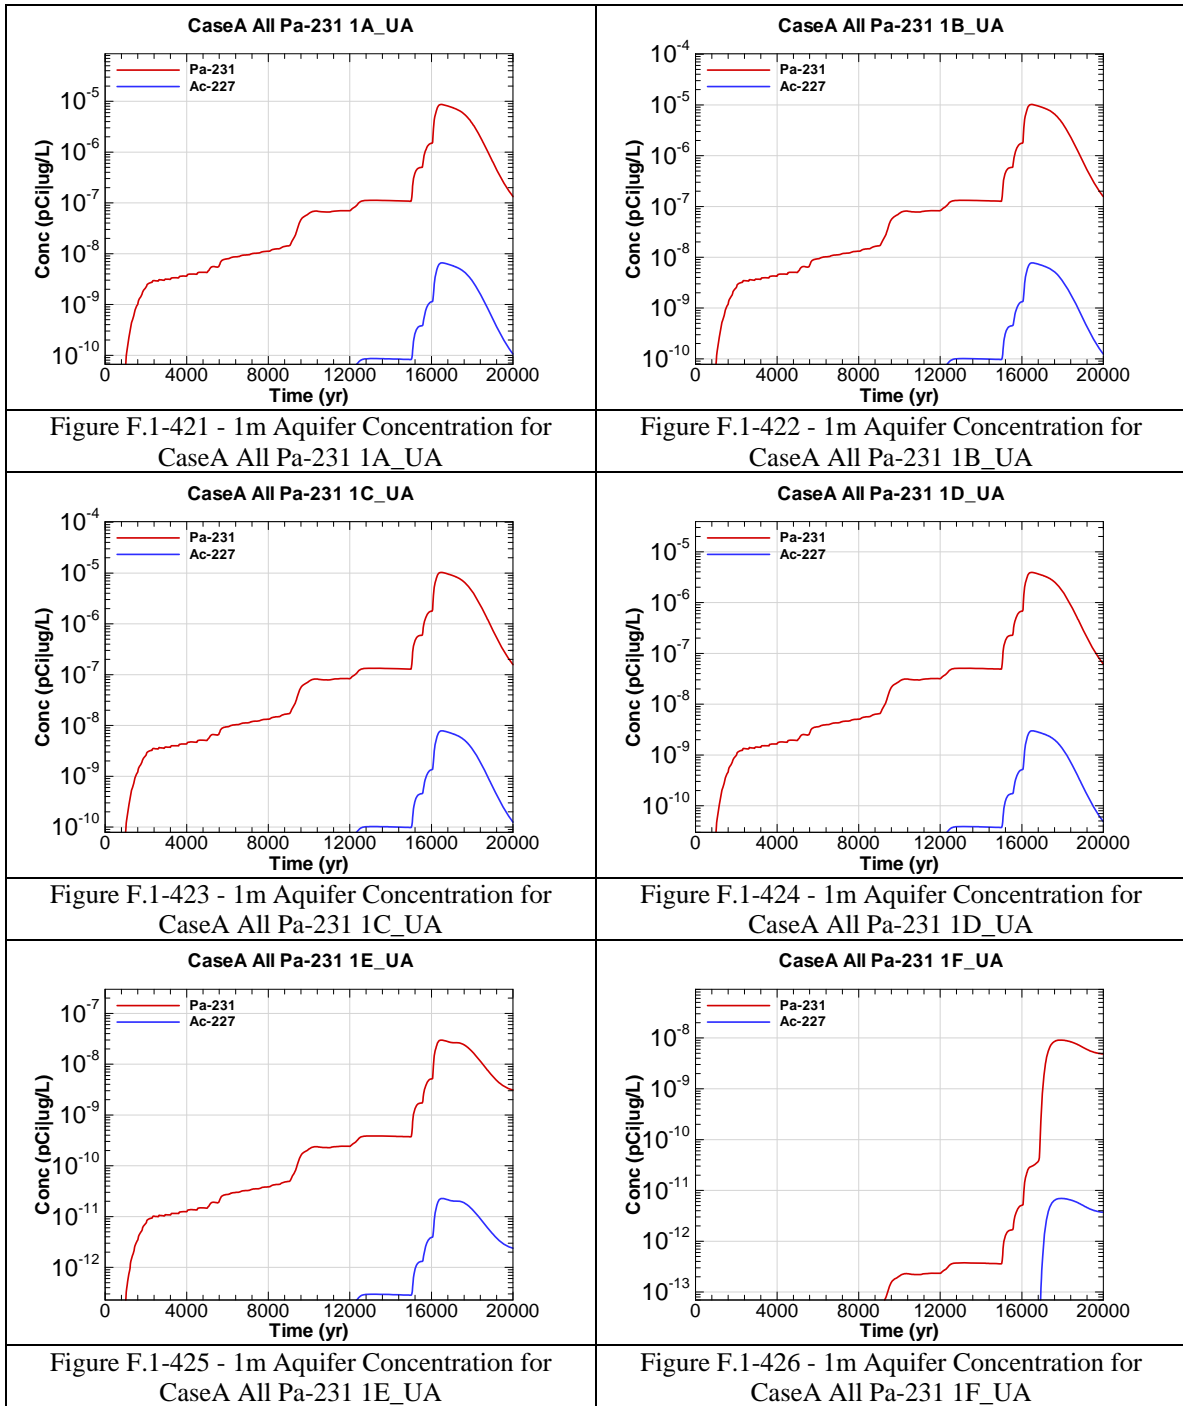 CaseA All Pa-231 1A_UA
Pa-231
Ac-227
Conc (pCi|ug/L)
10^-5
10^-6
10^-7
10^-8
10^-9
10^-10
0 4000 8000 12000 16000 20000
Time (yr)
Figure F.1-421 - 1m Aquifer Concentration for
CaseA All Pa-231 1A_UA
CaseA All Pa-231 1B_UA
Pa-231
Ac-227
Conc (pCi|ug/L)
10^-4
10^-5
10^-6
10^-7
10^-8
10^-9
10^-10
0 4000 8000 12000 16000 20000
Time (yr)
Figure F.1-422 - 1m Aquifer Concentration for
CaseA All Pa-231 1B_UA
CaseA All Pa-231 1C_UA
Pa-231
Ac-227
Conc (pCi|ug/L)
10^-4
10^-5
10^-6
10^-7
10^-8
10^-9
10^-10
0 4000 8000 12000 16000 20000
Time (yr)
Figure F.1-423 - 1m Aquifer Concentration for
CaseA All Pa-231 1C_UA
CaseA All Pa-231 1D_UA
Pa-231
Ac-227
Conc (pCi|ug/L)
10^-5
10^-6
10^-7
10^-8
10^-9
10^-10
0 4000 8000 12000 16000 20000
Time (yr)
Figure F.1-424 - 1m Aquifer Concentration for
CaseA All Pa-231 1D_UA
CaseA All Pa-231 1E_UA
Pa-231
Ac-227
Conc (pCi|ug/L)
10^-7
10^-8
10^-9
10^-10
10^-11
10^-12
0 4000 8000 12000 16000 20000
Time (yr)
Figure F.1-425 - 1m Aquifer Concentration for
CaseA All Pa-231 1E_UA
CaseA All Pa-231 1F_UA
Pa-231
Ac-227
Conc (pCi|ug/L)
10^-8
10^-9
10^-10
10^-11
10^-12
10^-13
0 4000 8000 12000 16000 20000
Time (yr)
Figure F.1-426 - 1m Aquifer Concentration for
CaseA All Pa-231 1F_UA